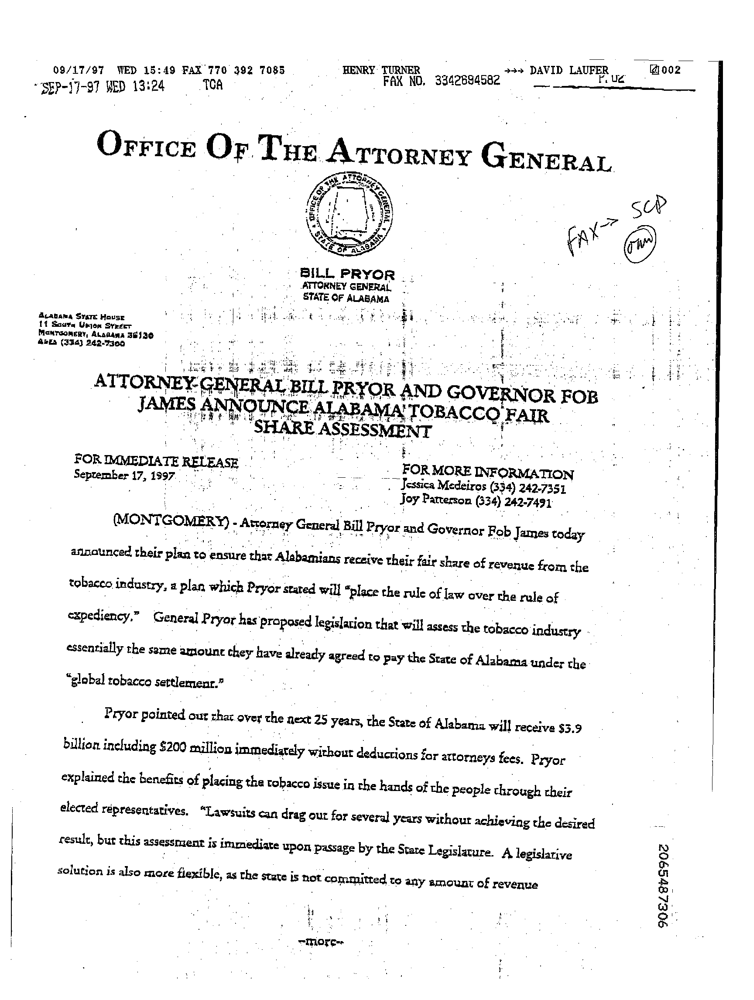 09/17/97 WED 15:49 FAX 770 392 7085 HENRY TURNER →→→ DAVID LAUFER 002
SEP-17-97 WED 13:24 TCA FAX NO. 3342694582 P. 02
OFFICE OF THE ATTORNEY GENERAL
OFFICE OF THE ATTORNEY GENERAL
STATE OF ALABAMA
FAX → SCP
BILL PRYOR
ATTORNEY GENERAL
STATE OF ALABAMA
ALABAMA STATE HOUSE
11 SOUTH UNION STREET
MONTGOMERY, ALABAMA 36130
AREA (334) 242-7300
ATTORNEY GENERAL BILL PRYOR AND GOVERNOR FOB
JAMES ANNOUNCE ALABAMA TOBACCO FAIR
SHARE ASSESSMENT
FOR IMMEDIATE RELEASE
September 17, 1997
FOR MORE INFORMATION
Jessica Medeiros (334) 242-7351
Joy Patterson (334) 242-7491
(MONTGOMERY) - Attorney General Bill Pryor and Governor Fob James today
announced their plan to ensure that Alabamians receive their fair share of revenue from the
tobacco industry, a plan which Pryor stated will "place the rule of law over the rule of
expediency." General Pryor has proposed legislation that will assess the tobacco industry
essentially the same amount they have already agreed to pay the State of Alabama under the
"global tobacco settlement."
Pryor pointed out that over the next 25 years, the State of Alabama will receive $3.9
billion including $200 million immediately without deductions for attorneys fees. Pryor
explained the benefits of placing the tobacco issue in the hands of the people through their
elected representatives. "Lawsuits can drag out for several years without achieving the desired
result, but this assessment is immediate upon passage by the State Legislature. A legislative
solution is also more flexible, as the state is not committed to any amount of revenue
--more--
2065487306